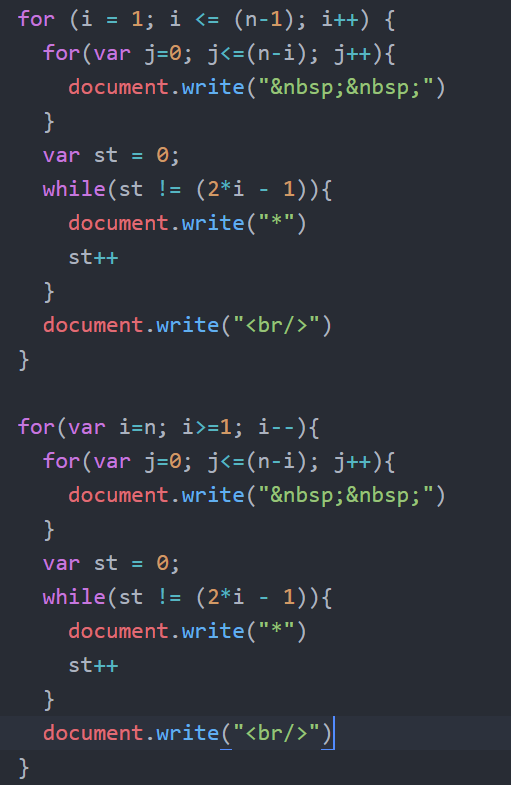 for (i = 1; i <= (n-1); i++) {
  for(var j=0; j<=(n-i); j++){
    document.write("&nbsp;&nbsp;")
  }
  var st = 0;
  while(st != (2*i - 1)){
    document.write("*")
    st++
  }
  document.write("<br/>")
}

for(var i=n; i>=1; i--){
  for(var j=0; j<=(n-i); j++){
    document.write("&nbsp;&nbsp;")
  }
  var st = 0;
  while(st != (2*i - 1)){
    document.write("*")
    st++
  }
  document.write("<br/>")
}